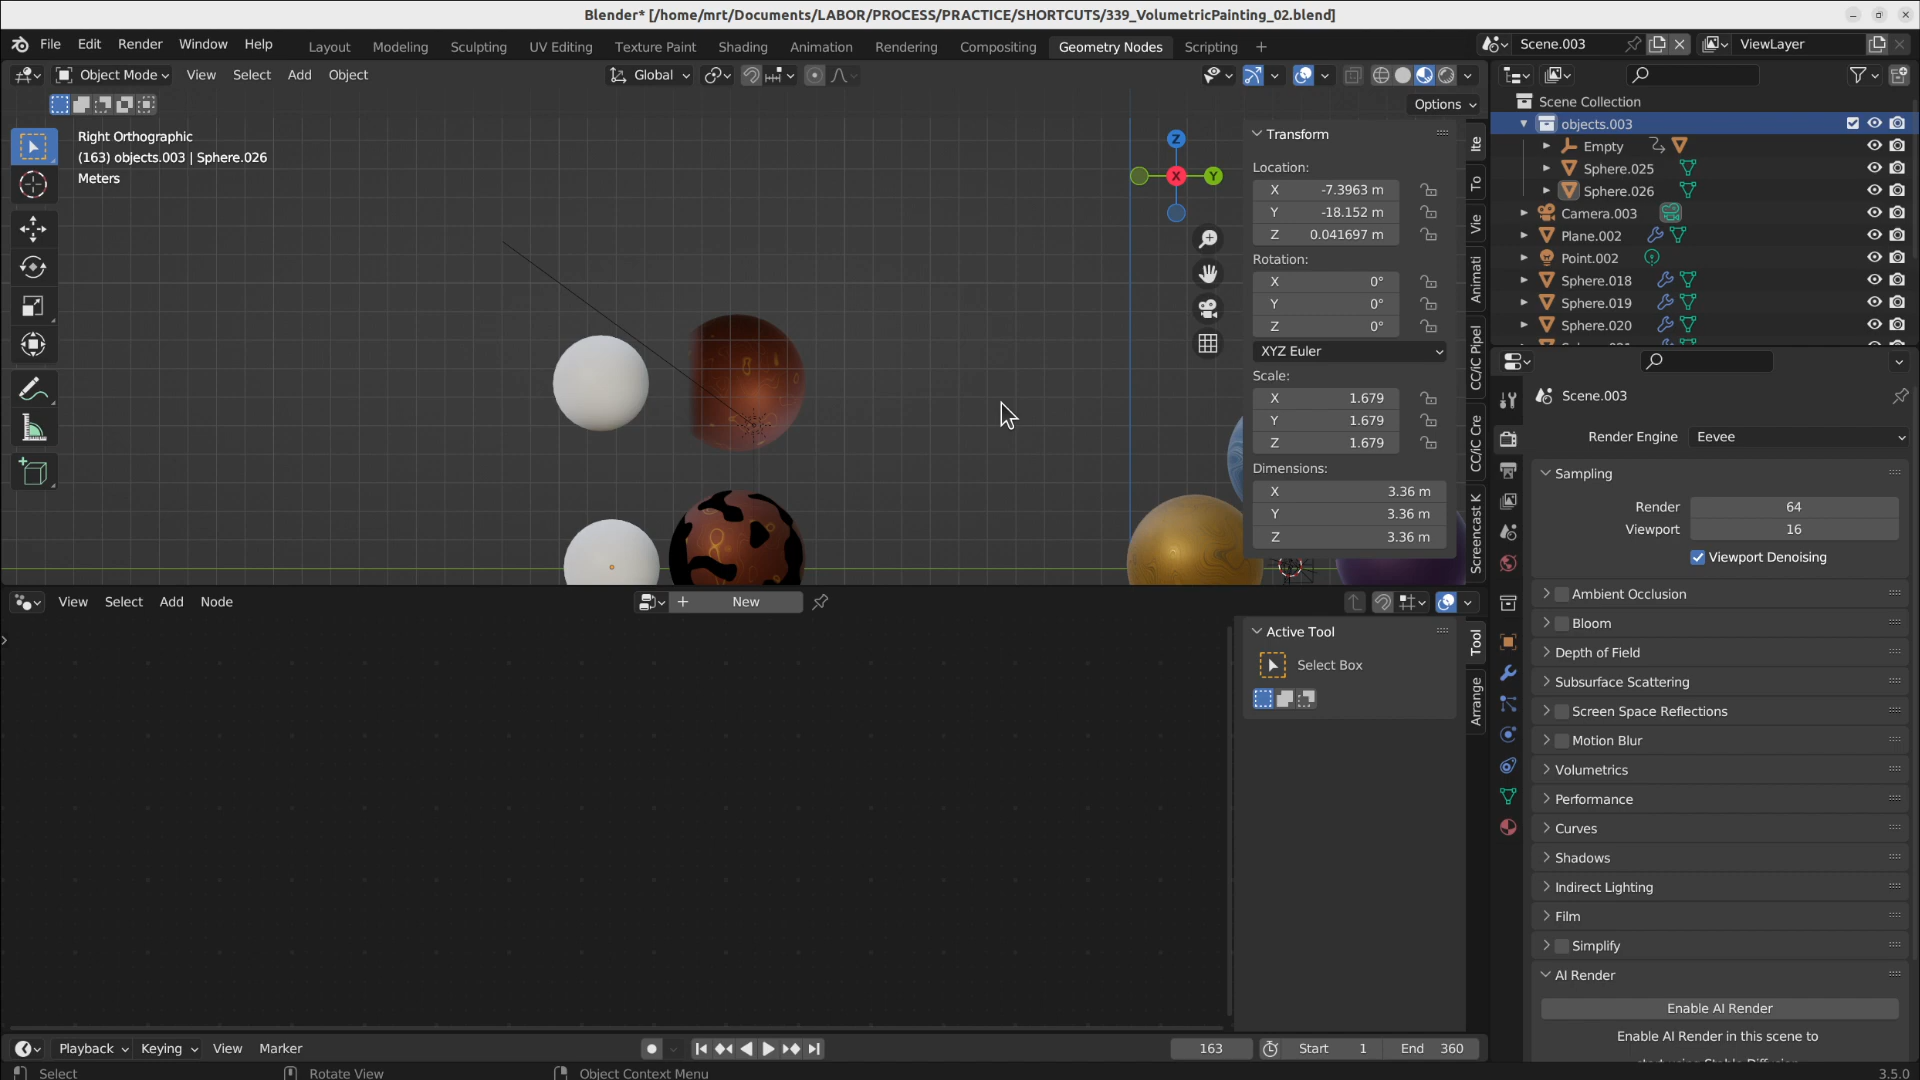 Blender* [/home/mrt/Documents/LABOR/PROCESS/PRACTICE/SHORTCUTS/339_VolumetricPainting_02.blend]
File Edit Render Window Help Layout Modeling Sculpting UV Editing Texture Paint Shading Animation Rendering Compositing Geometry Nodes Scripting + Scene.003 ViewLayer
Object Mode View Select Add Object Global
Options
Right Orthographic
(163) objects.003 | Sphere.026
Meters
Z
X
Y
Transform
Location:
X -7.3963 m
Y -18.152 m
Z 0.041697 m
Rotation:
X 0°
Y 0°
Z 0°
XYZ Euler
Scale:
X 1.679
Y 1.679
Z 1.679
Dimensions:
X 3.36 m
Y 3.36 m
Z 3.36 m
Ite
To
Vie
Animati
CC/iC Pipel
CC/iC Cre
Screencast K
Scene Collection
objects.003
Empty
Sphere.025
Sphere.026
Camera.003
Plane.002
Point.002
Sphere.018
Sphere.019
Sphere.020
Scene.003
Render Engine Eevee
Sampling
Render 64
Viewport 16
Viewport Denoising
Ambient Occlusion
Bloom
Depth of Field
Subsurface Scattering
Screen Space Reflections
Motion Blur
Volumetrics
Performance
Curves
Shadows
Indirect Lighting
Film
Simplify
AI Render
Enable AI Render
Enable AI Render in this scene to
View Select Add Node + New
Active Tool
Select Box
Tool
Arrange
Playback Keying View Marker 163 Start 1 End 360
Select Rotate View Object Context Menu 3.5.0